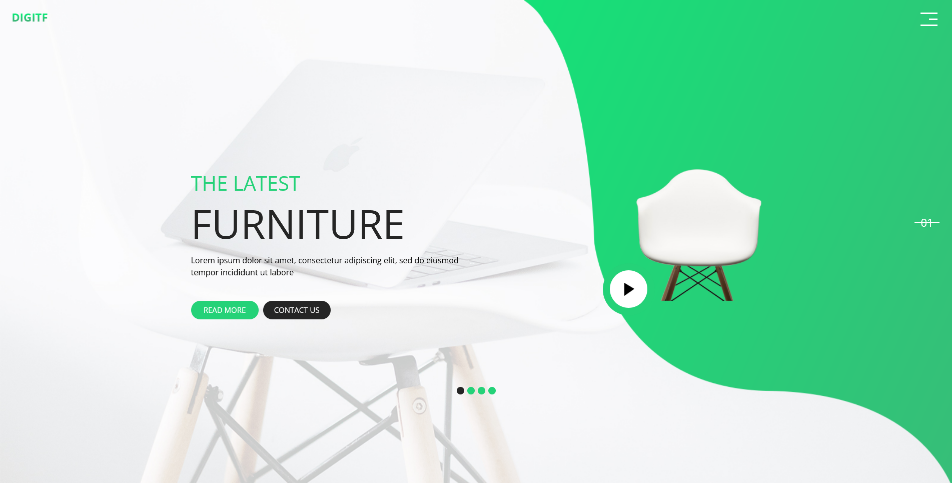 DIGITF
THE LATEST
FURNITURE
Lorem ipsum dolor sit amet, consectetur adipiscing elit, sed do eiusmod
tempor incididunt ut labore
READ MORE
CONTACT US
01